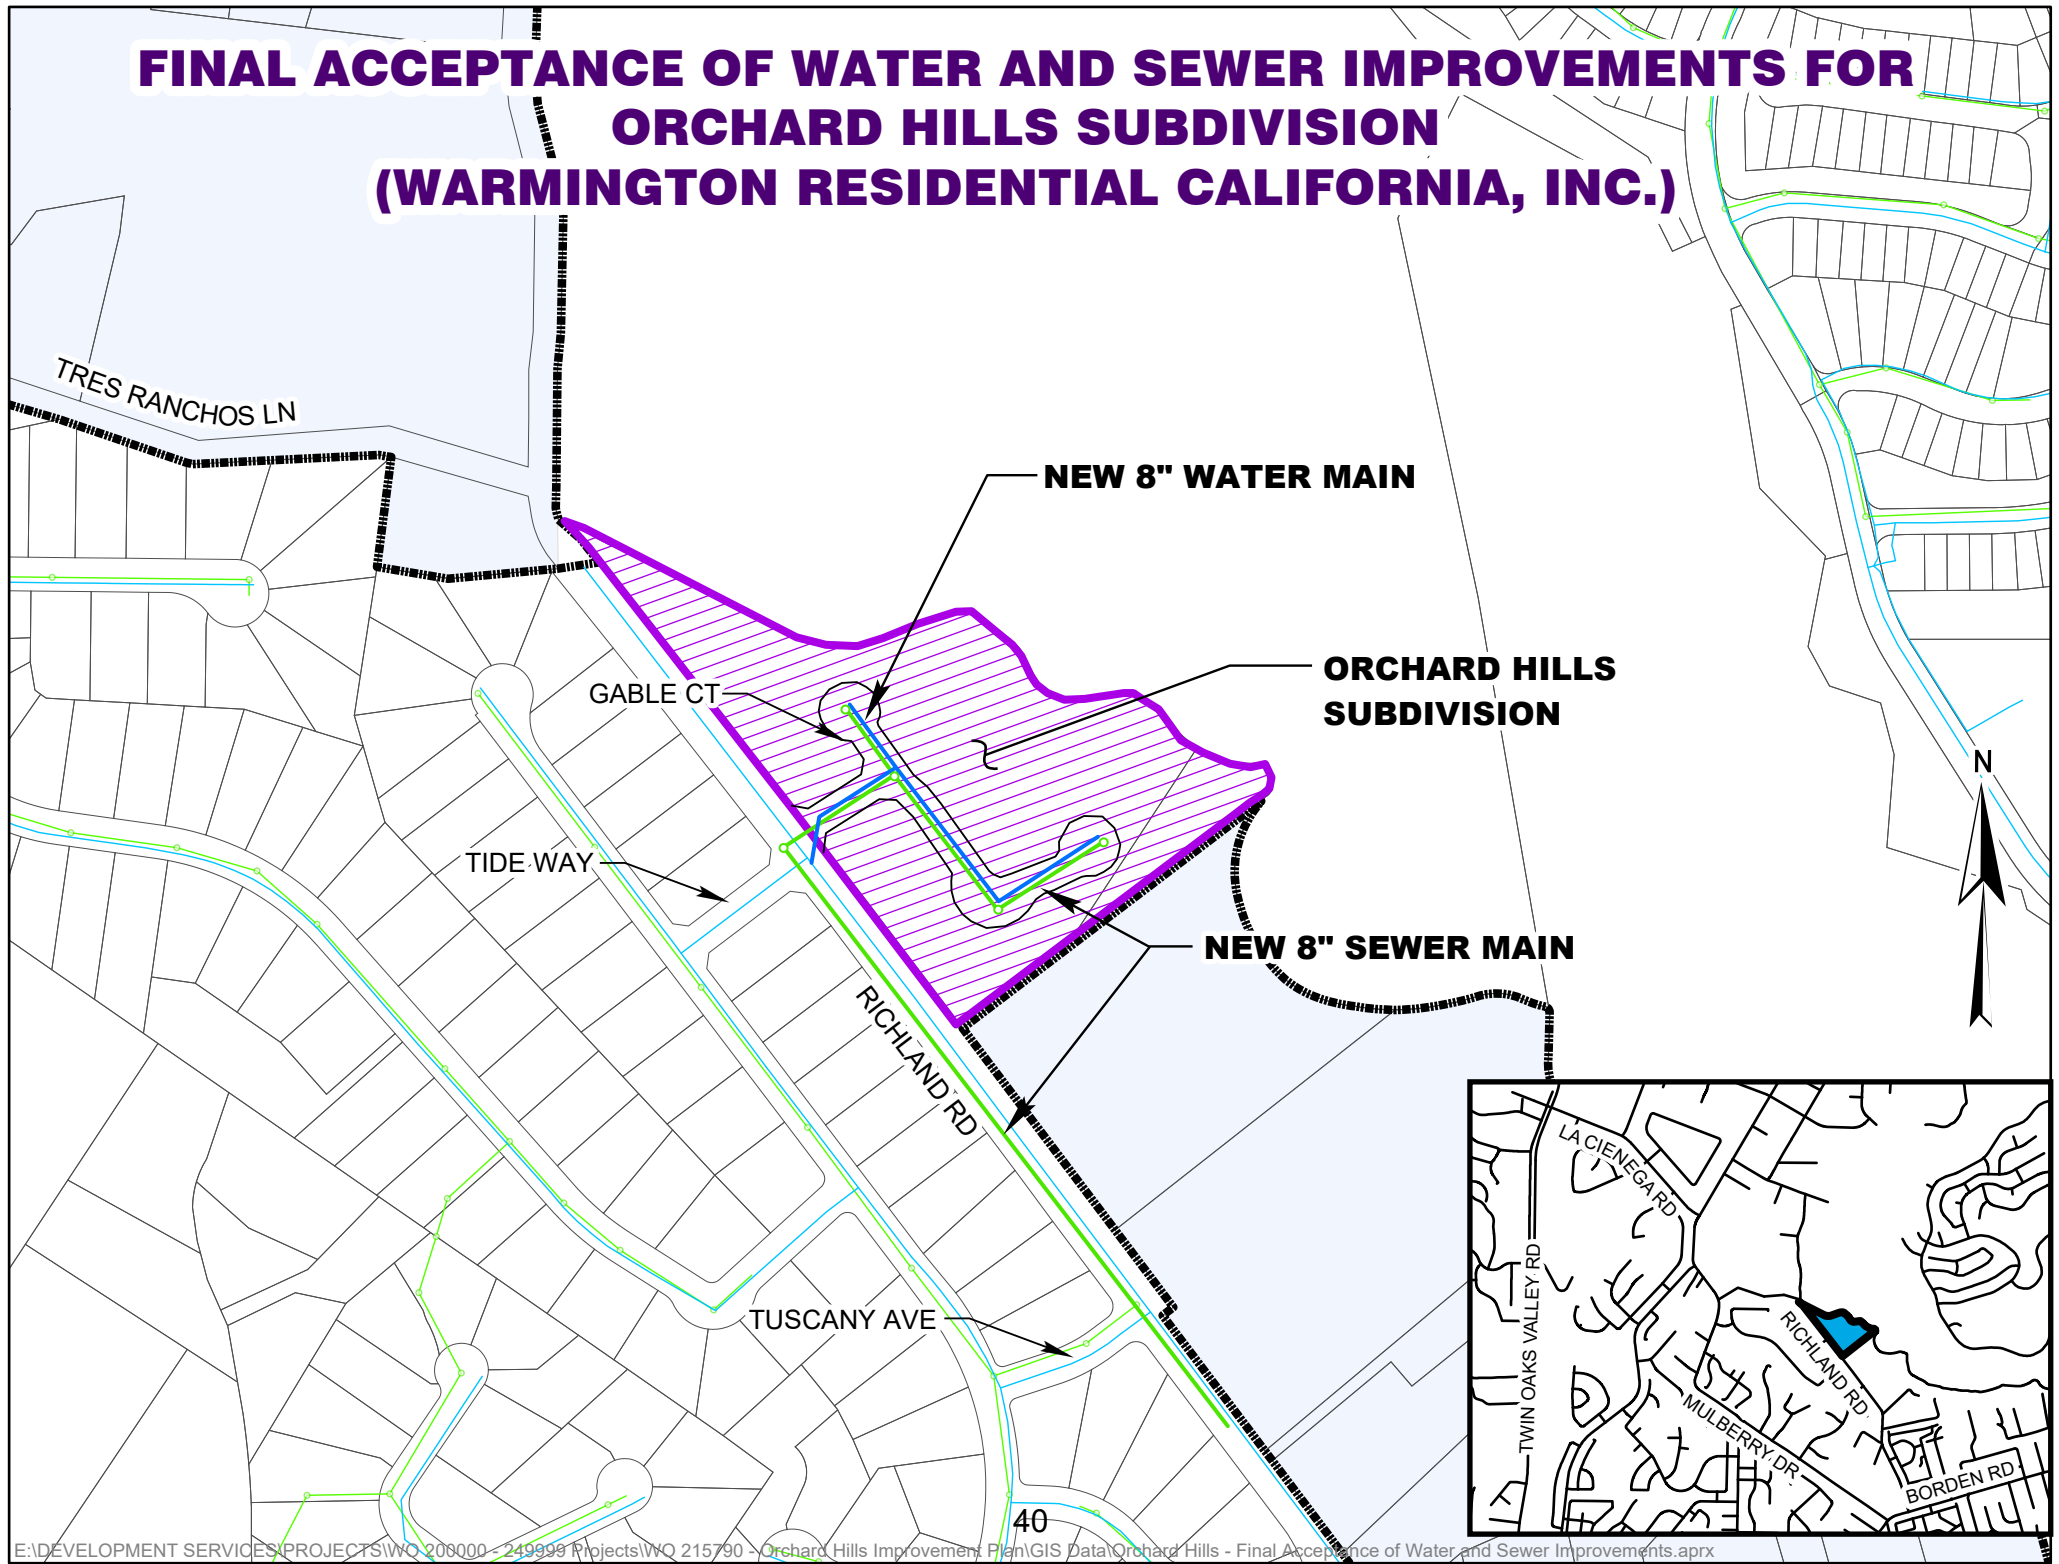 FINAL ACCEPTANCE OF WATER AND SEWER IMPROVEMENTS FOR
ORCHARD HILLS SUBDIVISION
(WARMINGTON RESIDENTIAL CALIFORNIA, INC.)
TRES RANCHOS LN
NEW 8" WATER MAIN
ORCHARD HILLS
SUBDIVISION
GABLE CT
N
TIDE WAY
NEW 8" SEWER MAIN
RICHLAND RD
TUSCANY AVE
LA CIENEGA RD
TWIN OAKS VALLEY RD
RICHLAND RD
MULBERRY DR
BORDEN RD
40
E:\DEVELOPMENT SERVICES\PROJECTS\WO 200000 - 249999 Projects\WO 215790 - Orchard Hills Improvement Plan\GIS Data\Orchard Hills - Final Acceptance of Water and Sewer Improvements.aprx